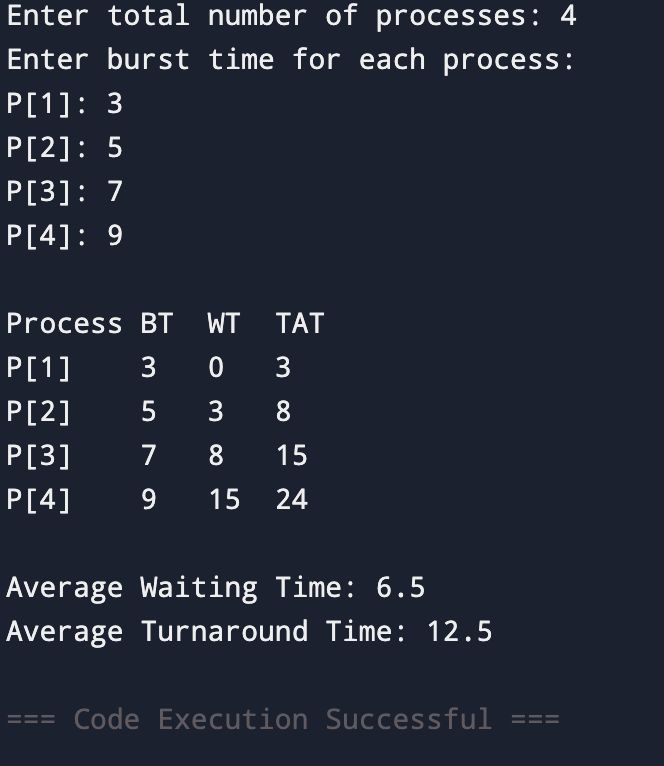 Enter total number of processes: 4
Enter burst time for each process:
P[1]: 3
P[2]: 5
P[3]: 7
P[4]: 9
Process BT WT TAT
P[1] 3 0 3
P[2] 5 3 8
P[3] 7 8 15
P[4] 9 15 24
Average Waiting Time: 6.5
Average Turnaround Time: 12.5
=== Code Execution Successful ===